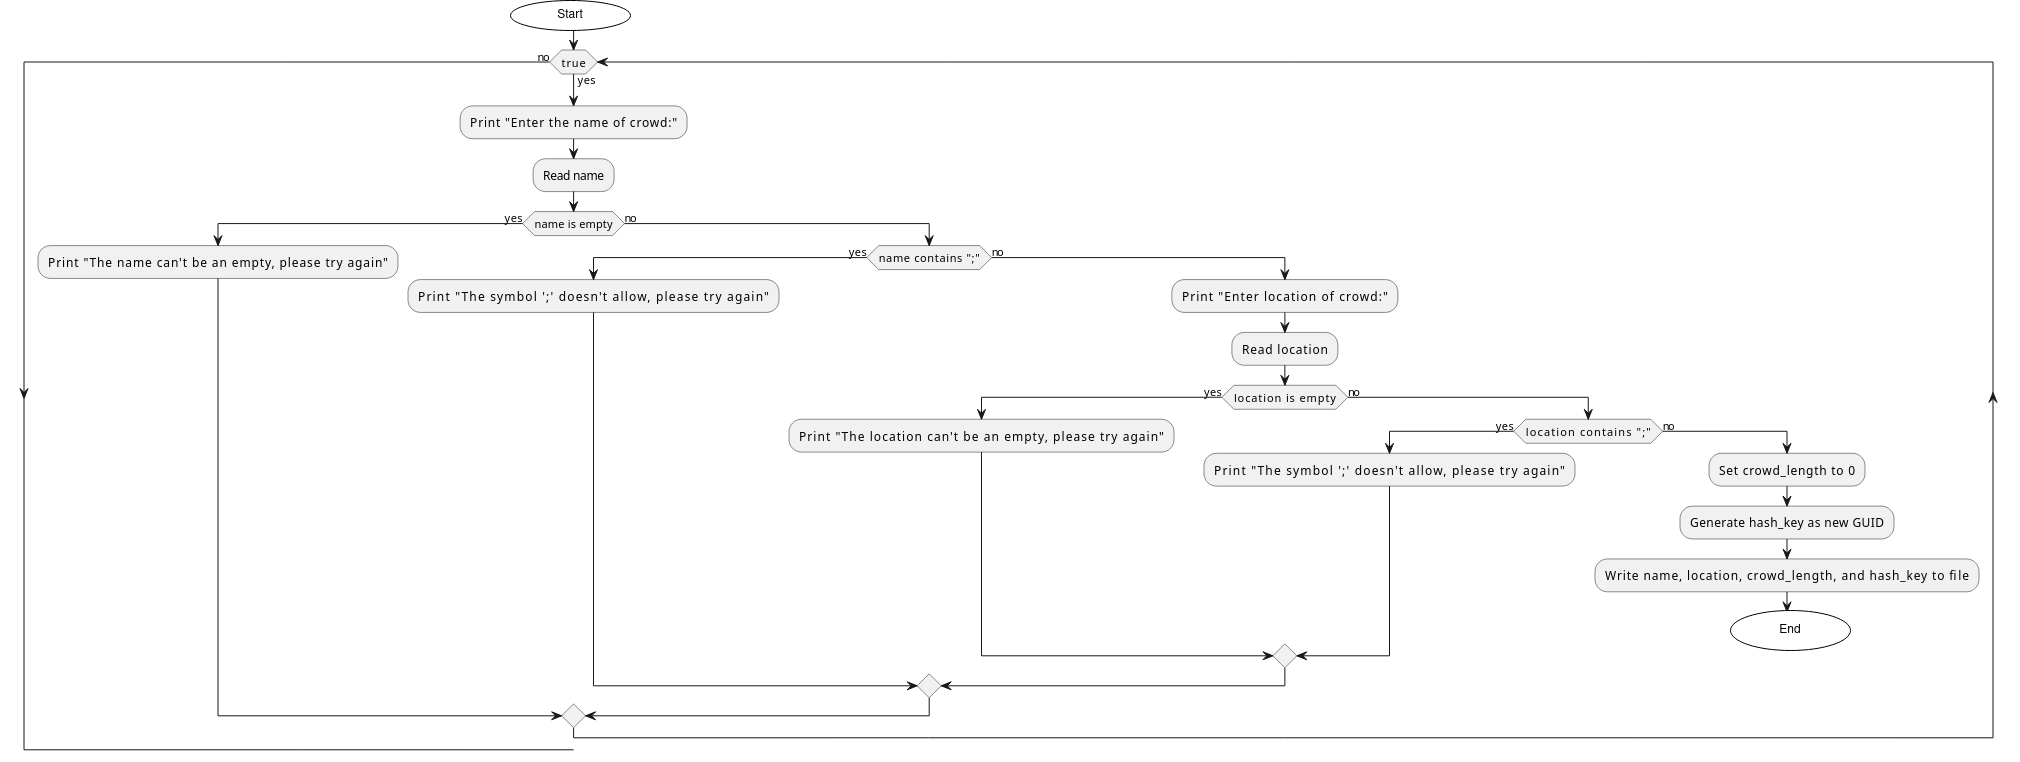 Start
no
true
yes
Print "Enter the name of crowd:"
Read name
yes
name is empty
no
Print "The name can't be an empty, please try again"
yes
name contains ";"
no
Print "The symbol ';' doesn't allow, please try again"
Print "Enter location of crowd:"
Read location
yes
location is empty
no
Print "The location can't be an empty, please try again"
yes
location contains ";"
no
Print "The symbol ';' doesn't allow, please try again"
Set crowd_length to 0
Generate hash_key as new GUID
Write name, location, crowd_length, and hash_key to file
End